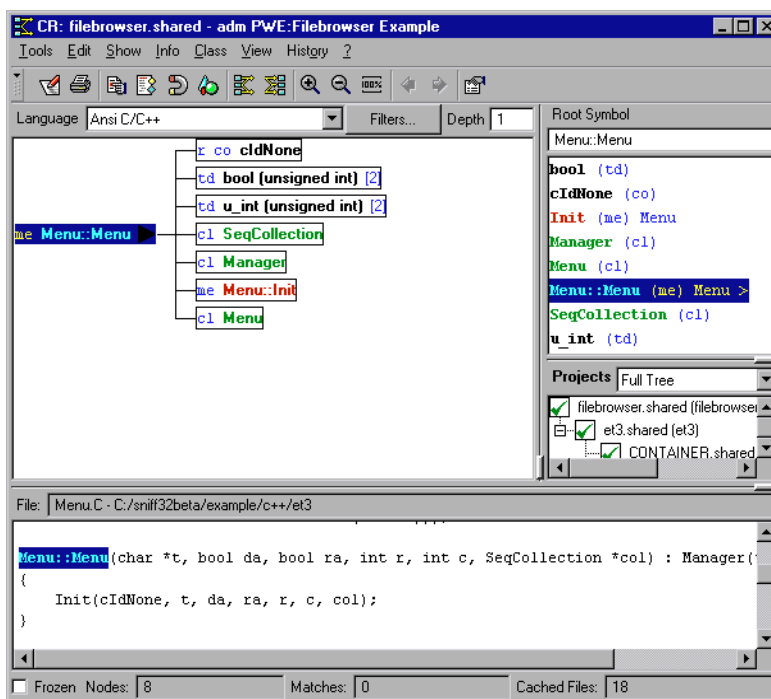 CR: filebrowser.shared - adm PWE:Filebrowser Example
Tools Edit Show Info Class View History ?
100%
Language Ansi C/C++ Filters... Depth 1
r co cIdNone
td bool (unsigned int) [2]
td u_int (unsigned int) [2]
me Menu::Menu
cl SeqCollection
cl Manager
me Menu::Init
cl Menu
Root Symbol
Menu::Menu
bool (td)
cIdNone (co)
Init (me) Menu
Manager (cl)
Menu (cl)
Menu::Menu (me) Menu >
SeqCollection (cl)
u_int (td)
Projects Full Tree
filebrowser.shared (filebrowser
et3.shared (et3)
CONTAINER.shared
File: Menu.C - C:/sniff32beta/example/c++/et3
Menu::Menu(char *t, bool da, bool ra, int r, int c, SeqCollection *col) : Manager(
{
Init(cIdNone, t, da, ra, r, c, col);
}
Frozen Nodes: 8 Matches: 0 Cached Files: 18